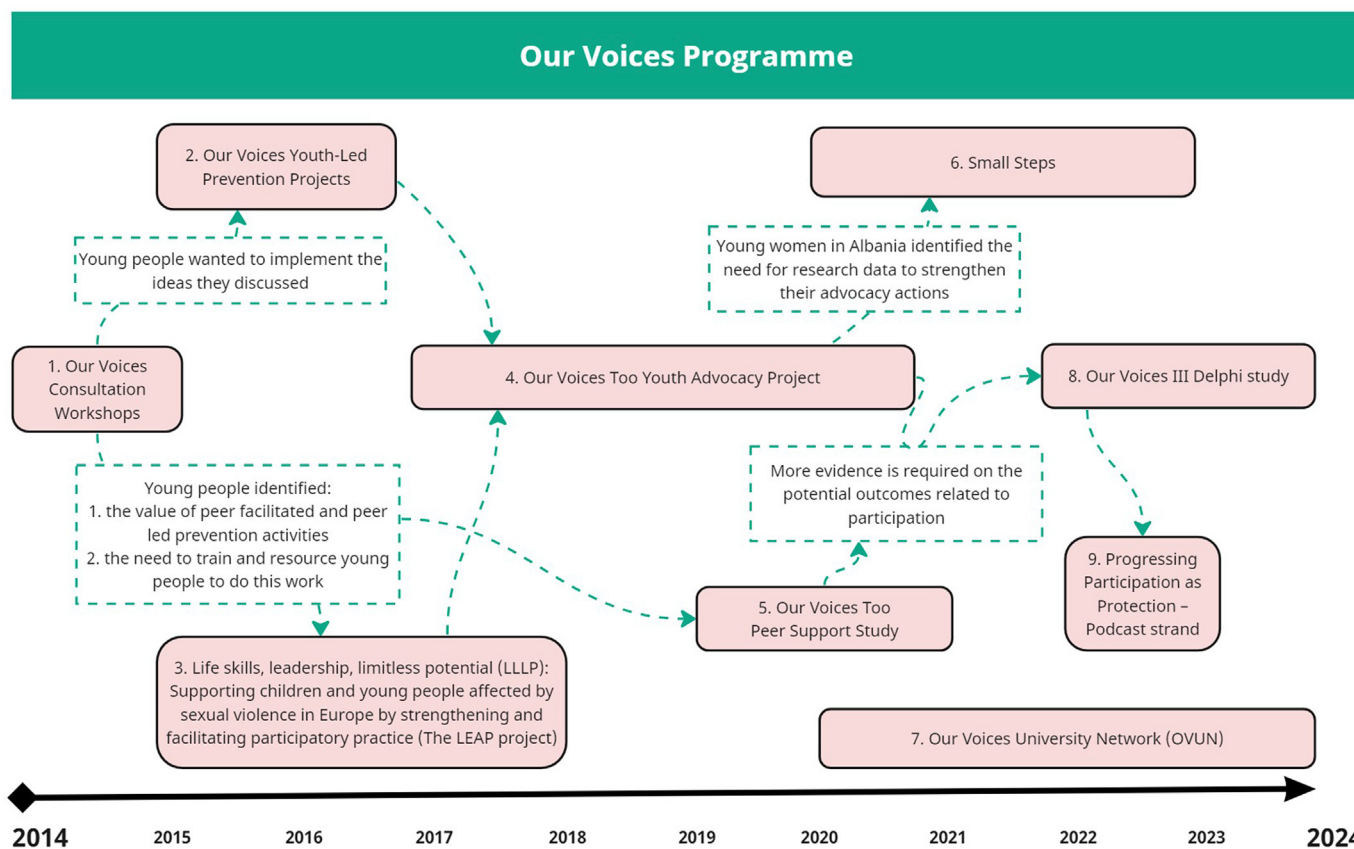 Our Voices Programme
2. Our Voices Youth-Led
Prevention Projects
6. Small Steps
Young people wanted to implement the
ideas they discussed
Young women in Albania identified the
need for research data to strengthen
their advocacy actions
1. Our Voices
Consultation
Workshops
4. Our Voices Too Youth Advocacy Project
8. Our Voices III Delphi study
Young people identified:
1. the value of peer facilitated and peer
led prevention activities
2. the need to train and resource young
people to do this work
More evidence is required on the
potential outcomes related to
participation
9. Progressing
Participation as
Protection –
Podcast strand
5. Our Voices Too
Peer Support Study
3. Life skills, leadership, limitless potential (LLLP):
Supporting children and young people affected by
sexual violence in Europe by strengthening and
facilitating participatory practice (The LEAP project)
7. Our Voices University Network (OVUN)
2014 2015 2016 2017 2018 2019 2020 2021 2022 2023 2024